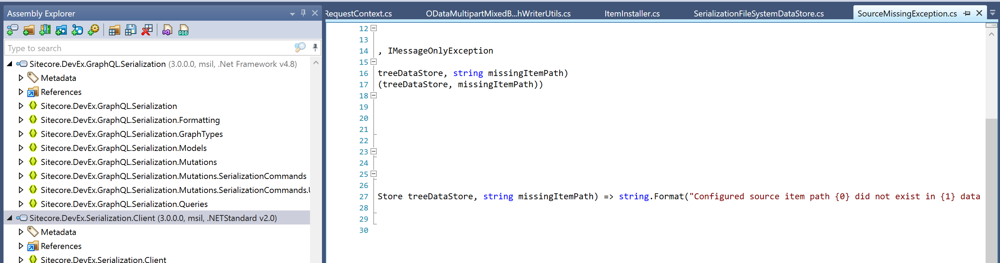 Assembly Explorer
PDB
Type to search
Sitecore.DevEx.GraphQL.Serialization (3.0.0.0, msil, .Net Framework v4.8)
Metadata
References
Sitecore.DevEx.GraphQL.Serialization
Sitecore.DevEx.GraphQL.Serialization.Formatting
Sitecore.DevEx.GraphQL.Serialization.GraphTypes
Sitecore.DevEx.GraphQL.Serialization.Models
Sitecore.DevEx.GraphQL.Serialization.Mutations
Sitecore.DevEx.GraphQL.Serialization.Mutations.SerializationCommands
Sitecore.DevEx.GraphQL.Serialization.Mutations.SerializationCommands.
Sitecore.DevEx.GraphQL.Serialization.Queries
Sitecore.DevEx.Serialization.Client (3.0.0.0, msil, .NETStandard v2.0)
Metadata
References
Sitecore.DevEx.Serialization.Client
RequestContext.cs
ODataMultipartMixedB...hWriterUtils.cs
ItemInstaller.cs
SerializationFileSystemDataStore.cs
SourceMissingException.cs
12
13
14 , IMessageOnlyException
15
16 treeDataStore, string missingItemPath)
17 (treeDataStore, missingItemPath))
18
19
20
21
22
23
24
25
26
27 Store treeDataStore, string missingItemPath) => string.Format("Configured source item path {0} did not exist in {1} data
28
29
30